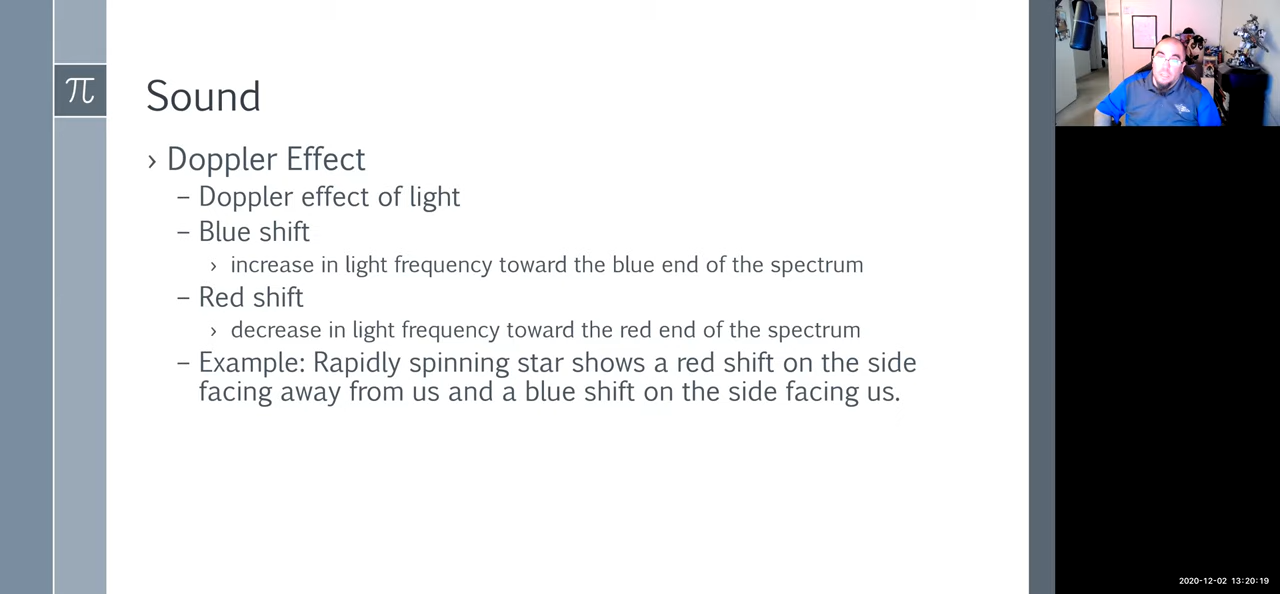 π
Sound
› Doppler Effect
– Doppler effect of light
– Blue shift
› increase in light frequency toward the blue end of the spectrum
– Red shift
› decrease in light frequency toward the red end of the spectrum
– Example: Rapidly spinning star shows a red shift on the side
facing away from us and a blue shift on the side facing us.
2020-12-02 13:20:19